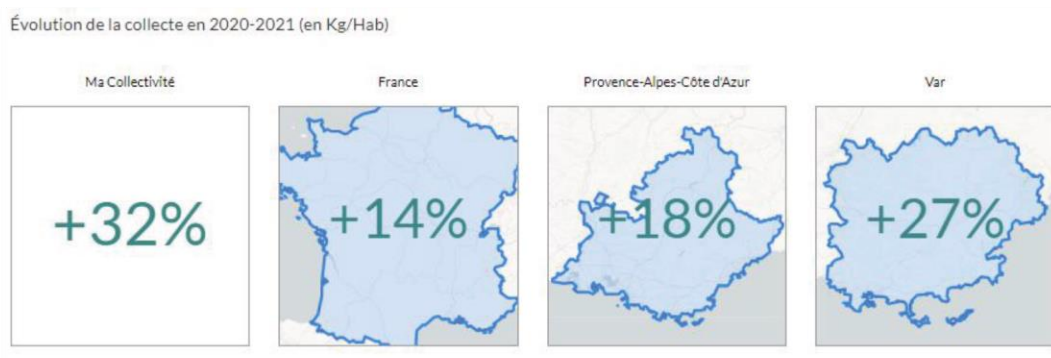 Évolution de la collecte en 2020-2021 (en Kg/Hab)
Ma Collectivité
France
Provence-Alpes-Côte d'Azur
Var
+32%
+14%
+18%
+27%